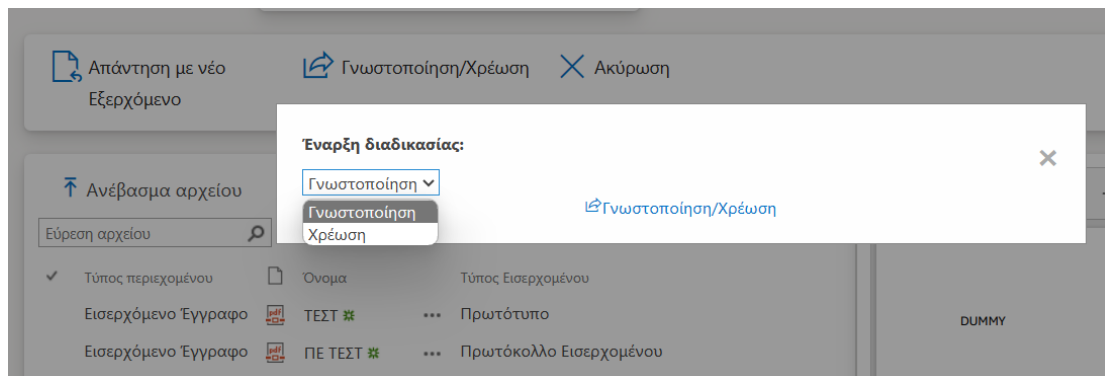 Απάντηση με νέο
Εξερχόμενο
Γνωστοποίηση/Χρέωση
Ακύρωση
Έναρξη διαδικασίας:
Γνωστοποίηση
Γνωστοποίηση
Χρέωση
Γνωστοποίηση/Χρέωση
Ανέβασμα αρχείου
Εύρεση αρχείου
Τύπος περιεχομένου Όνομα Τύπος Εισερχομένου
Εισερχόμενο Έγγραφο ΤΕΣΤ ... Πρωτότυπο
Εισερχόμενο Έγγραφο ΠΕ ΤΕΣΤ ... Πρωτόκολλο Εισερχομένου
DUMMY